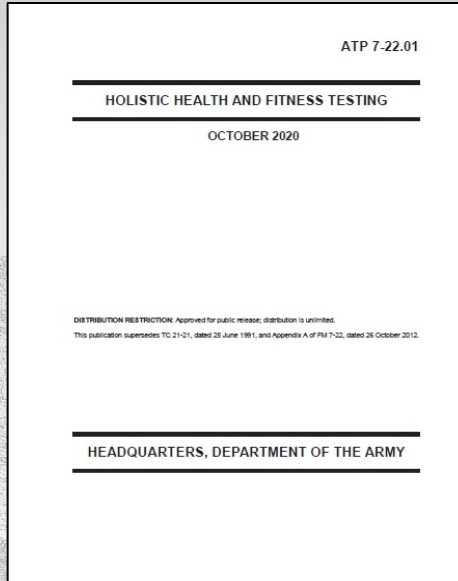 ATP 7-22.01
HOLISTIC HEALTH AND FITNESS TESTING
OCTOBER 2020
DISTRIBUTION RESTRICTION: Approved for public release; distribution is unlimited.
This publication supersedes TC 21-21, dated 25 June 1991, and Appendix A of FM 7-22, dated 26 October 2012.
HEADQUARTERS, DEPARTMENT OF THE ARMY